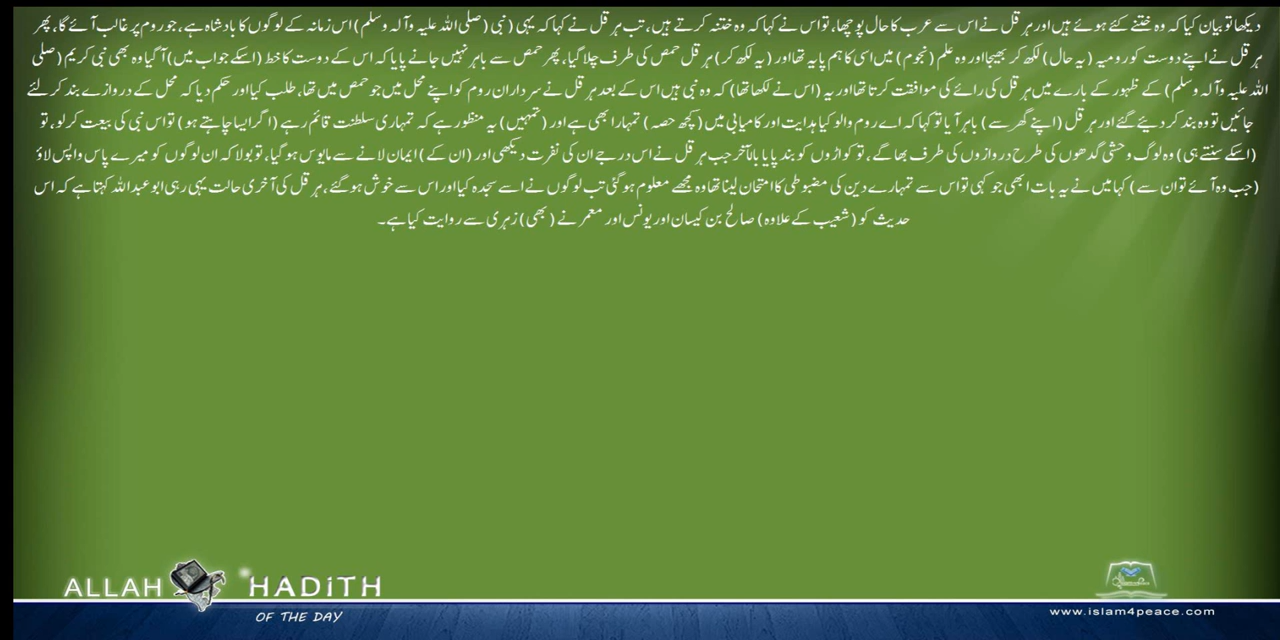 دیکھا تو بیان کیا کہ وہ ختنے کئے ہوئے ہیں اور ہرقل نے اس سے عرب کا حال پوچھا، تو اس نے کہا کہ وہ ختنہ کرتے ہیں، تب ہرقل نے کہا کہ یہی (نبی (صلی اللہ علیہ وآلہ وسلم) اس زمانہ کے لوگوں کا بادشاہ ہے، جو روم پر غالب آئے گا، پھر
ہرقل نے اپنے دوست کو رومیہ (یہ حال) لکھ کر بھیجا اور وہ علم (نجوم) میں اسی کا ہم پایہ تھا اور (یہ لکھ کر) ہرقل حمص کی طرف چلا گیا، پھر حمص سے باہر نہیں جانے پایا کہ اس کے دوست کا خط (اسکے جواب میں) آ گیا وہ بھی نبی کریم (صلی
اللہ علیہ وآلہ وسلم) کے ظہور کے بارے میں ہرقل کی رائے کی موافقت کرتا تھا اور یہ (اس نے لکھا تھا) کہ وہ نبی ہیں اس کے بعد ہرقل نے سرداران روم کو اپنے محل میں جو حمص میں تھا، طلب کیا اور حکم دیا کہ محل کے دروازے بند کر لئے
جائیں تو وہ بند کر دیئے گئے اور ہرقل (اپنے گھر سے) باہر آیا تو کہا کہ اے روم والو کیا ہدایت اور کامیابی میں (کچھ حصہ) تمہارا بھی ہے اور (تمہیں) یہ منظور ہے کہ تمہاری سلطنت قائم رہے (اگر ایسا چاہتے ہو) تو اس نبی کی بیعت کر لو، تو
(اسکے سنتے ہی) وہ لوگ وحشی گدھوں کی طرح دروازوں کی طرف بھاگے، تو کواڑوں کو بند پایا بالآخر جب ہرقل نے اس درجے ان کی نفرت دیکھی اور (ان کے) ایمان لانے سے مایوس ہو گیا، تو بولا کہ ان لوگوں کو میرے پاس واپس لاؤ
(جب وہ آئے تو ان سے) کہا میں نے یہ بات ابھی جو کہی تو اس سے تمہارے دین کی مضبوطی کا امتحان لینا تھا وہ مجھے معلوم ہو گئی تب لوگوں نے اسے سجدہ کیا اور اس سے خوش ہو گئے، ہرقل کی آخری حالت یہی رہی ابو عبداللہ کہتا ہے کہ اس
حدیث کو (شعیب کے علاوہ) صالح بن کیسان اور یونس اور معمر نے (بھی) زہری سے روایت کیا ہے۔
ALLAH HADITH
OF THE DAY
www.islam4peace.com